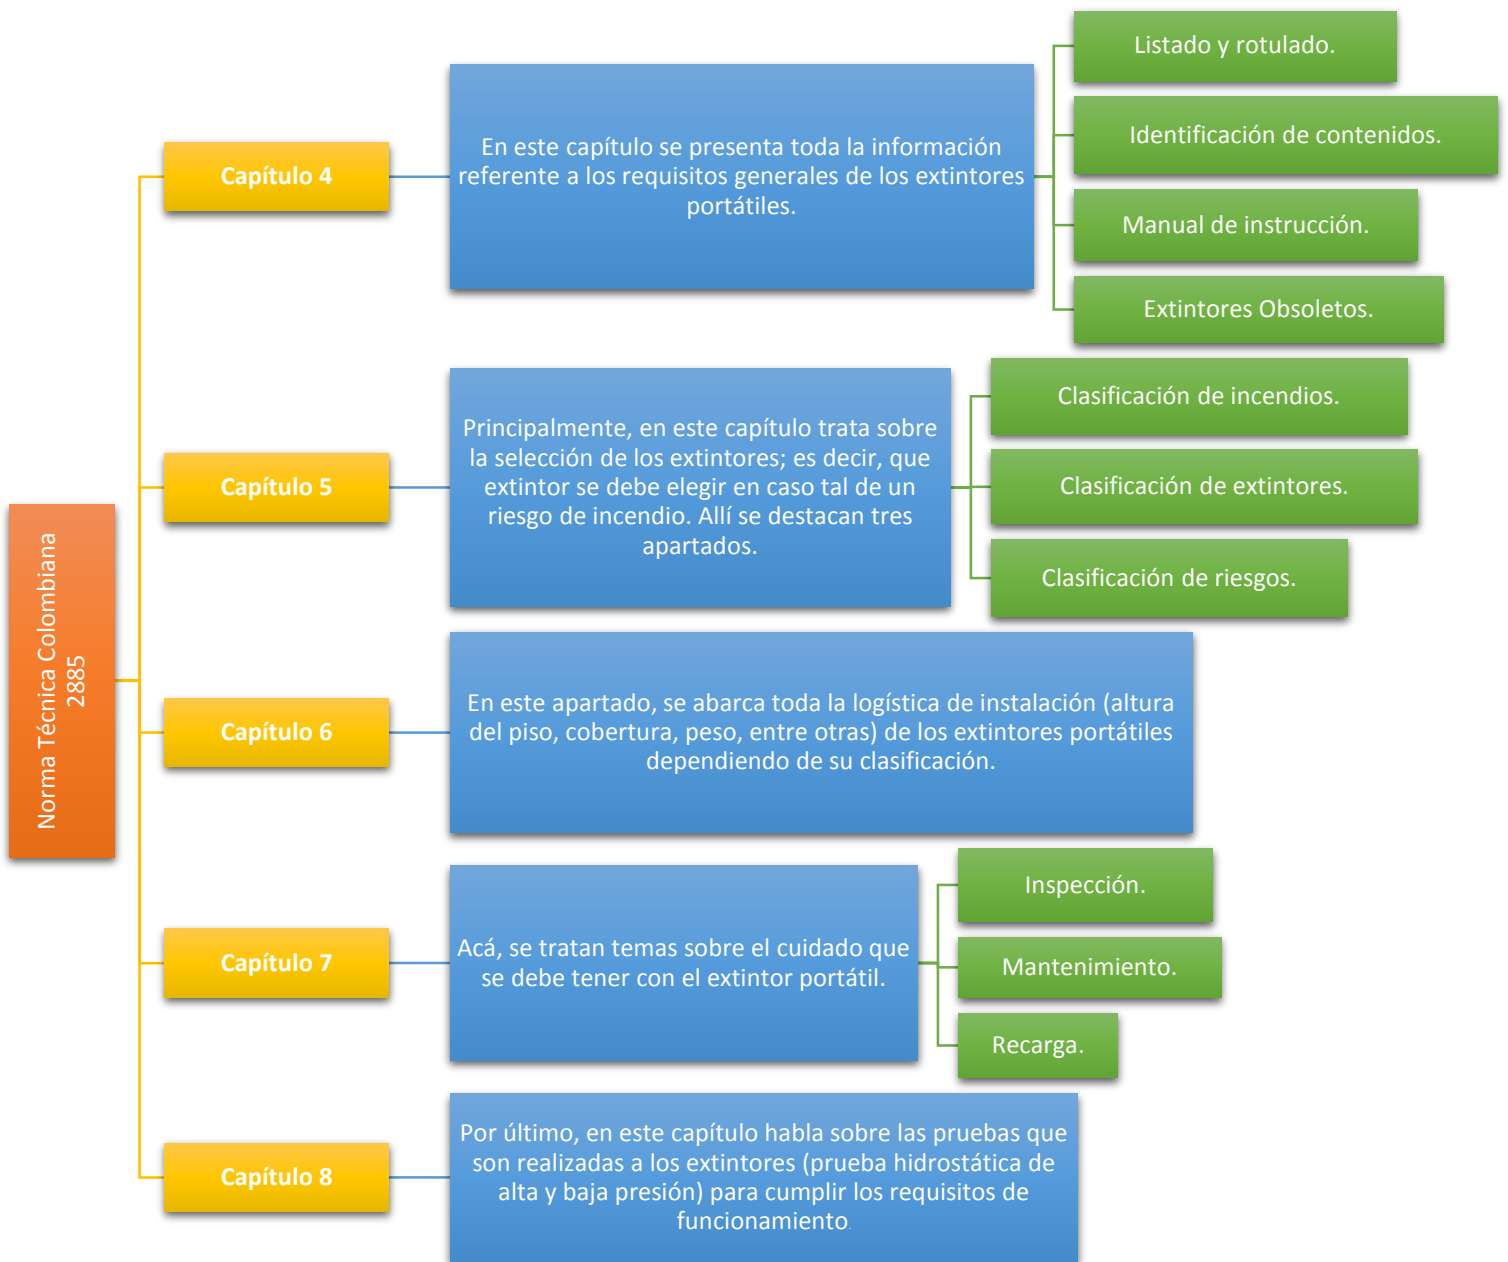 Norma Técnica Colombiana
2885
Capítulo 4
En este capítulo se presenta toda la información
referente a los requisitos generales de los extintores
portátiles.
Listado y rotulado.
Identificación de contenidos.
Manual de instrucción.
Extintores Obsoletos.
Capítulo 5
Principalmente, en este capítulo trata sobre
la selección de los extintores; es decir, que
extintor se debe elegir en caso tal de un
riesgo de incendio. Allí se destacan tres
apartados.
Clasificación de incendios.
Clasificación de extintores.
Clasificación de riesgos.
Capítulo 6
En este apartado, se abarca toda la logística de instalación (altura
del piso, cobertura, peso, entre otras) de los extintores portátiles
dependiendo de su clasificación.
Capítulo 7
Acá, se tratan temas sobre el cuidado que
se debe tener con el extintor portátil.
Inspección.
Mantenimiento.
Recarga.
Capítulo 8
Por último, en este capítulo habla sobre las pruebas que
son realizadas a los extintores (prueba hidrostática de
alta y baja presión) para cumplir los requisitos de
funcionamiento.